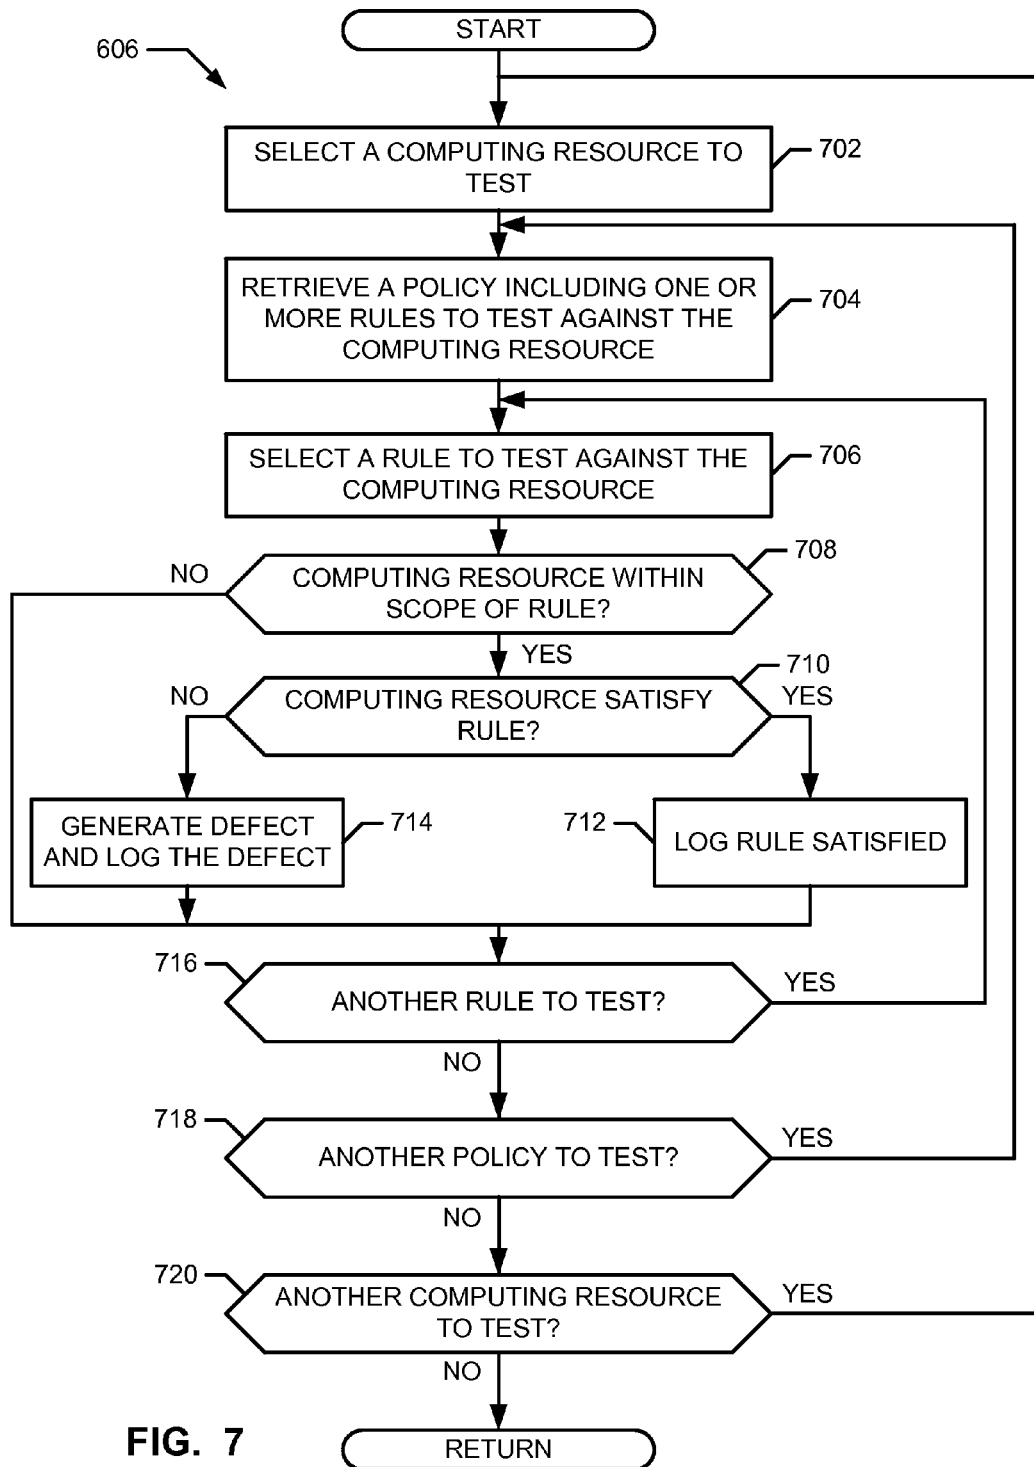 START
606
SELECT A COMPUTING RESOURCE TO
TEST
702
RETRIEVE A POLICY INCLUDING ONE OR
MORE RULES TO TEST AGAINST THE
COMPUTING RESOURCE
704
SELECT A RULE TO TEST AGAINST THE
COMPUTING RESOURCE
706
708
NO
COMPUTING RESOURCE WITHIN
SCOPE OF RULE?
YES
710
NO
COMPUTING RESOURCE SATISFY
RULE?
YES
GENERATE DEFECT
AND LOG THE DEFECT
714
712
LOG RULE SATISFIED
716
ANOTHER RULE TO TEST?
YES
NO
718
ANOTHER POLICY TO TEST?
YES
NO
720
ANOTHER COMPUTING RESOURCE
TO TEST?
YES
NO
FIG. 7
RETURN